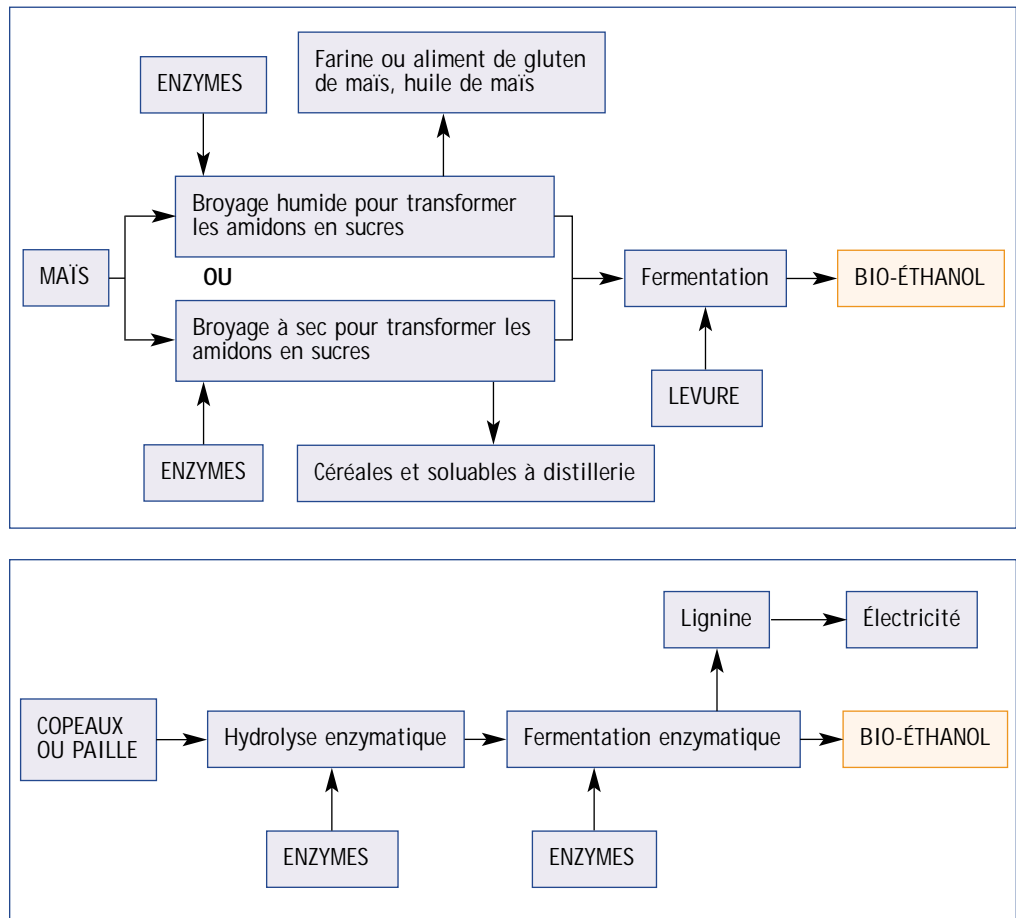 Farine ou aliment de gluten
de maïs, huile de maïs
ENZYMES
Broyage humide pour transformer
les amidons en sucres
MAÏS
OU
Fermentation
BIO-ÉTHANOL
Broyage à sec pour transformer les
amidons en sucres
LEVURE
ENZYMES
Céréales et soluables à distillerie
Lignine
Électricité
COPEAUX
OU PAILLE
Hydrolyse enzymatique
Fermentation enzymatique
BIO-ÉTHANOL
ENZYMES
ENZYMES